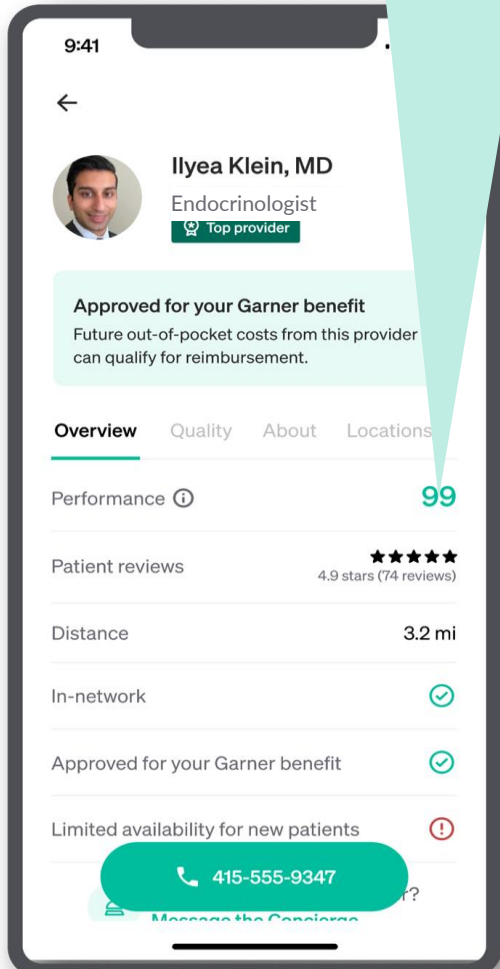 9:41
Ilyea Klein, MD
Endocrinologist
Top provider
Approved for your Garner benefit
Future out-of-pocket costs from this provider
can qualify for reimbursement.
Overview Quality About Locations
Performance 99
Patient reviews
4.9 stars (74 reviews)
Distance 3.2 mi
In-network
Approved for your Garner benefit
Limited availability for new patients
415-555-9347
Message the Concierge